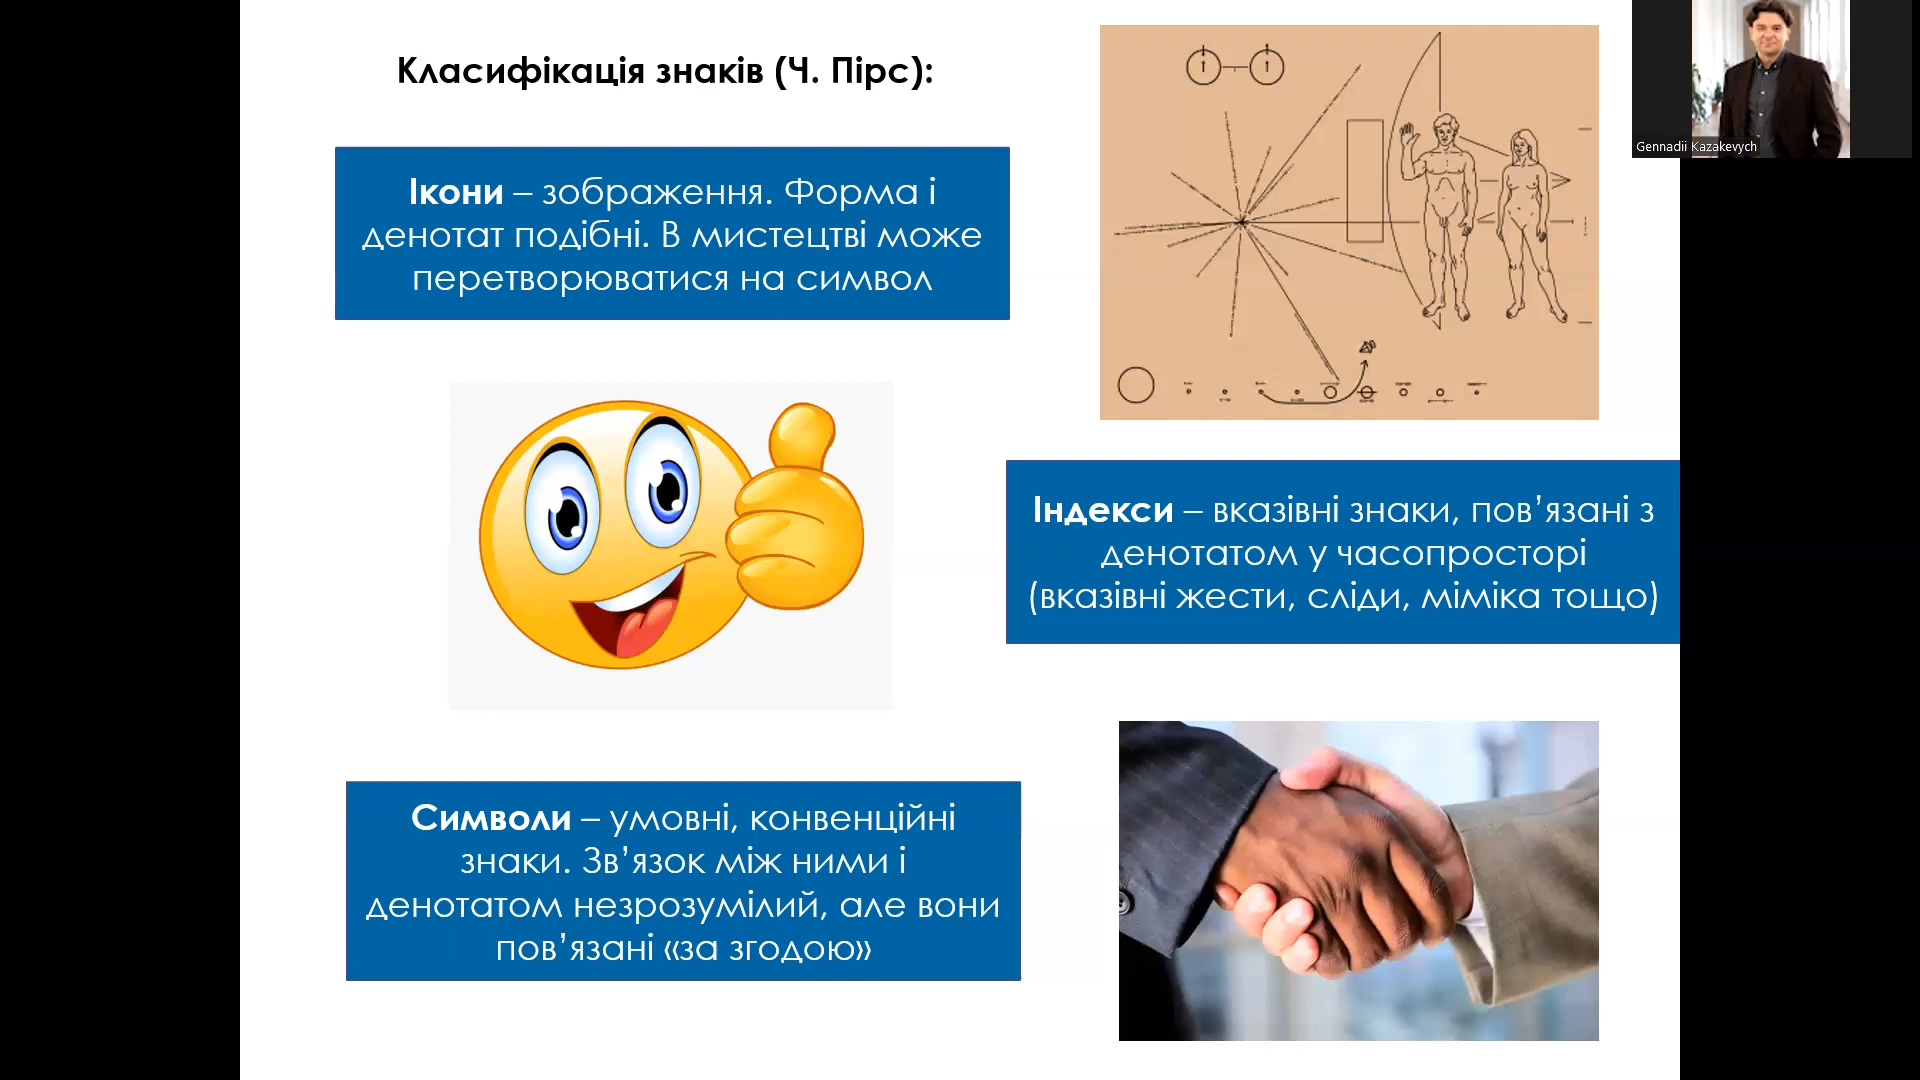 Класифікація знаків (Ч. Пірс):
Ікони – зображення. Форма і
денотат подібні. В мистецтві може
перетворюватися на символ
Gennadii Kazakevych
Індекси – вказівні знаки, пов’язані з
денотатом у часопросторі
(вказівні жести, сліди, міміка тощо)
Символи – умовні, конвенційні
знаки. Зв’язок між ними і
денотатом незрозумілий, але вони
пов’язані «за згодою»